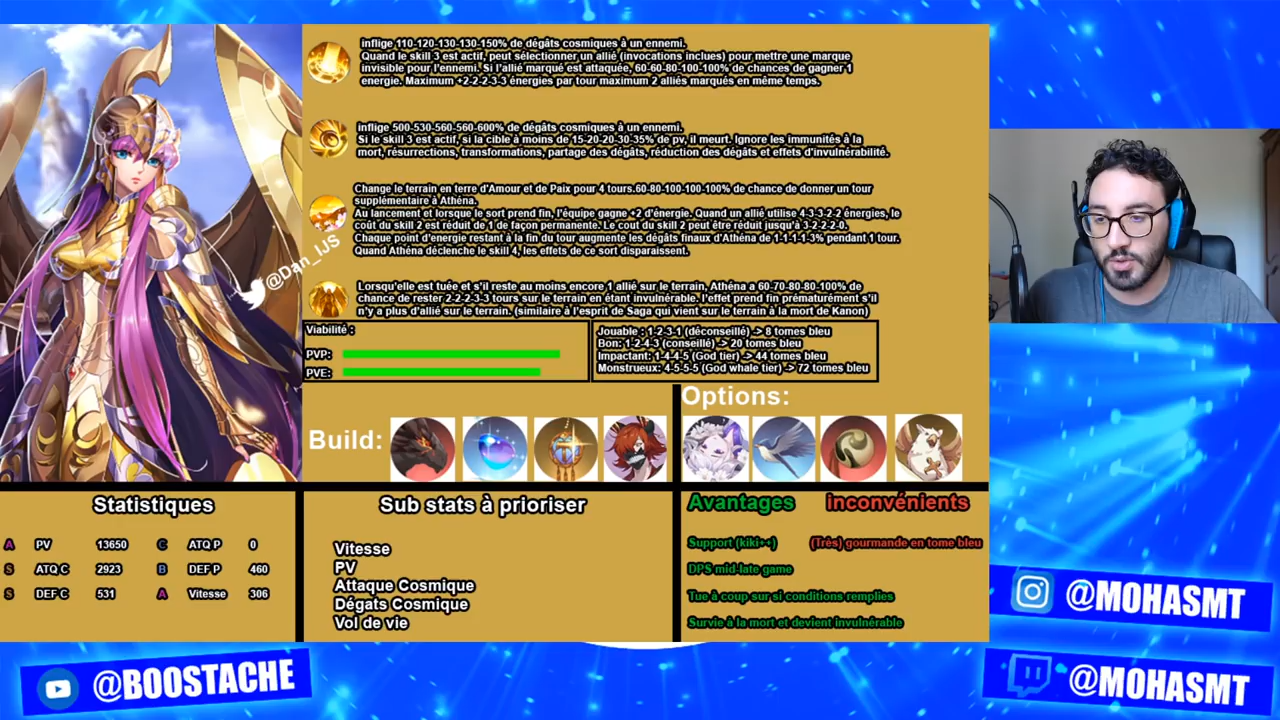 inflige 110-120-130-130-150% de dégâts cosmiques à un ennemi.
Quand le skill 3 est actif, peut sélectionner un allié (invocations inclues) pour mettre une marque
invisible pour l'ennemi. Si l'allié marqué est attaquée, 60-60-80-100-100% de chances de gagner 1
energie. Maximum +2-2-2-3-3 énergies par tour maximum 2 alliés marqués en même temps.
inflige 500-530-560-560-600% de dégâts cosmiques à un ennemi.
Si le skill 3 est actif, si la cible à moins de 15-20-20-30-35% de pv, il meurt. Ignore les immunités à la
mort, résurrections, transformations, partage des dégâts, réduction des dégâts et effets d'invulnérabilité.
Change le terrain en terre d'Amour et de Paix pour 4 tours.60-80-100-100-100% de chance de donner un tour
supplémentaire à Athéna.
Au lancement et lorsque le sort prend fin, l'équipe gagne +2 d'énergie. Quand un allié utilise 4-3-3-2-2 énergies, le
coût du skill 2 est réduit de 1 de façon permanente. Le cout du skill 2 peut être réduit jusqu'à 3-2-2-2-0.
Chaque point d'energie restant à la fin du tour augmente les dégâts finaux d'Athéna de 1-1-1-1-3% pendant 1 tour.
Quand Athéna déclenche le skill 4, les effets de ce sort disparaissent.
@Dan_IJS
Lorsqu'elle est tuée et s'il reste au moins encore 1 allié sur le terrain, Athéna a 60-70-80-80-100% de
chance de rester 2-2-2-3-3 tours sur le terrain en étant invulnérable. l'effet prend fin prématurément s'il
n'y a plus d'allié sur le terrain. (similaire à l'esprit de Saga qui vient sur le terrain à la mort de Kanon)
Viabilité :
PVP:
PVE:
Jouable : 1-2-3-1 (déconseillé) -> 8 tomes bleu
Bon: 1-2-4-3 (conseillé) -> 20 tomes bleu
Impactant: 1-4-4-5 (God tier) -> 44 tomes bleu
Monstrueux: 4-5-5-5 (God whale tier) -> 72 tomes bleu
Build:
Options:
Statistiques
A PV 13650 C ATQ P 0
S ATQ C 2923 B DEF P 460
S DEF C 531 A Vitesse 306
Sub stats à prioriser
Vitesse
PV
Attaque Cosmique
Dégats Cosmique
Vol de vie
Avantages inconvénients
Support (kiki++) (Très) gourmande en tome bleu
DPS mid-late game
Tue à coup sur si conditions remplies
Survie à la mort et devient invulnérable
@MOHASMT
@BOOSTACHE
@MOHASMT